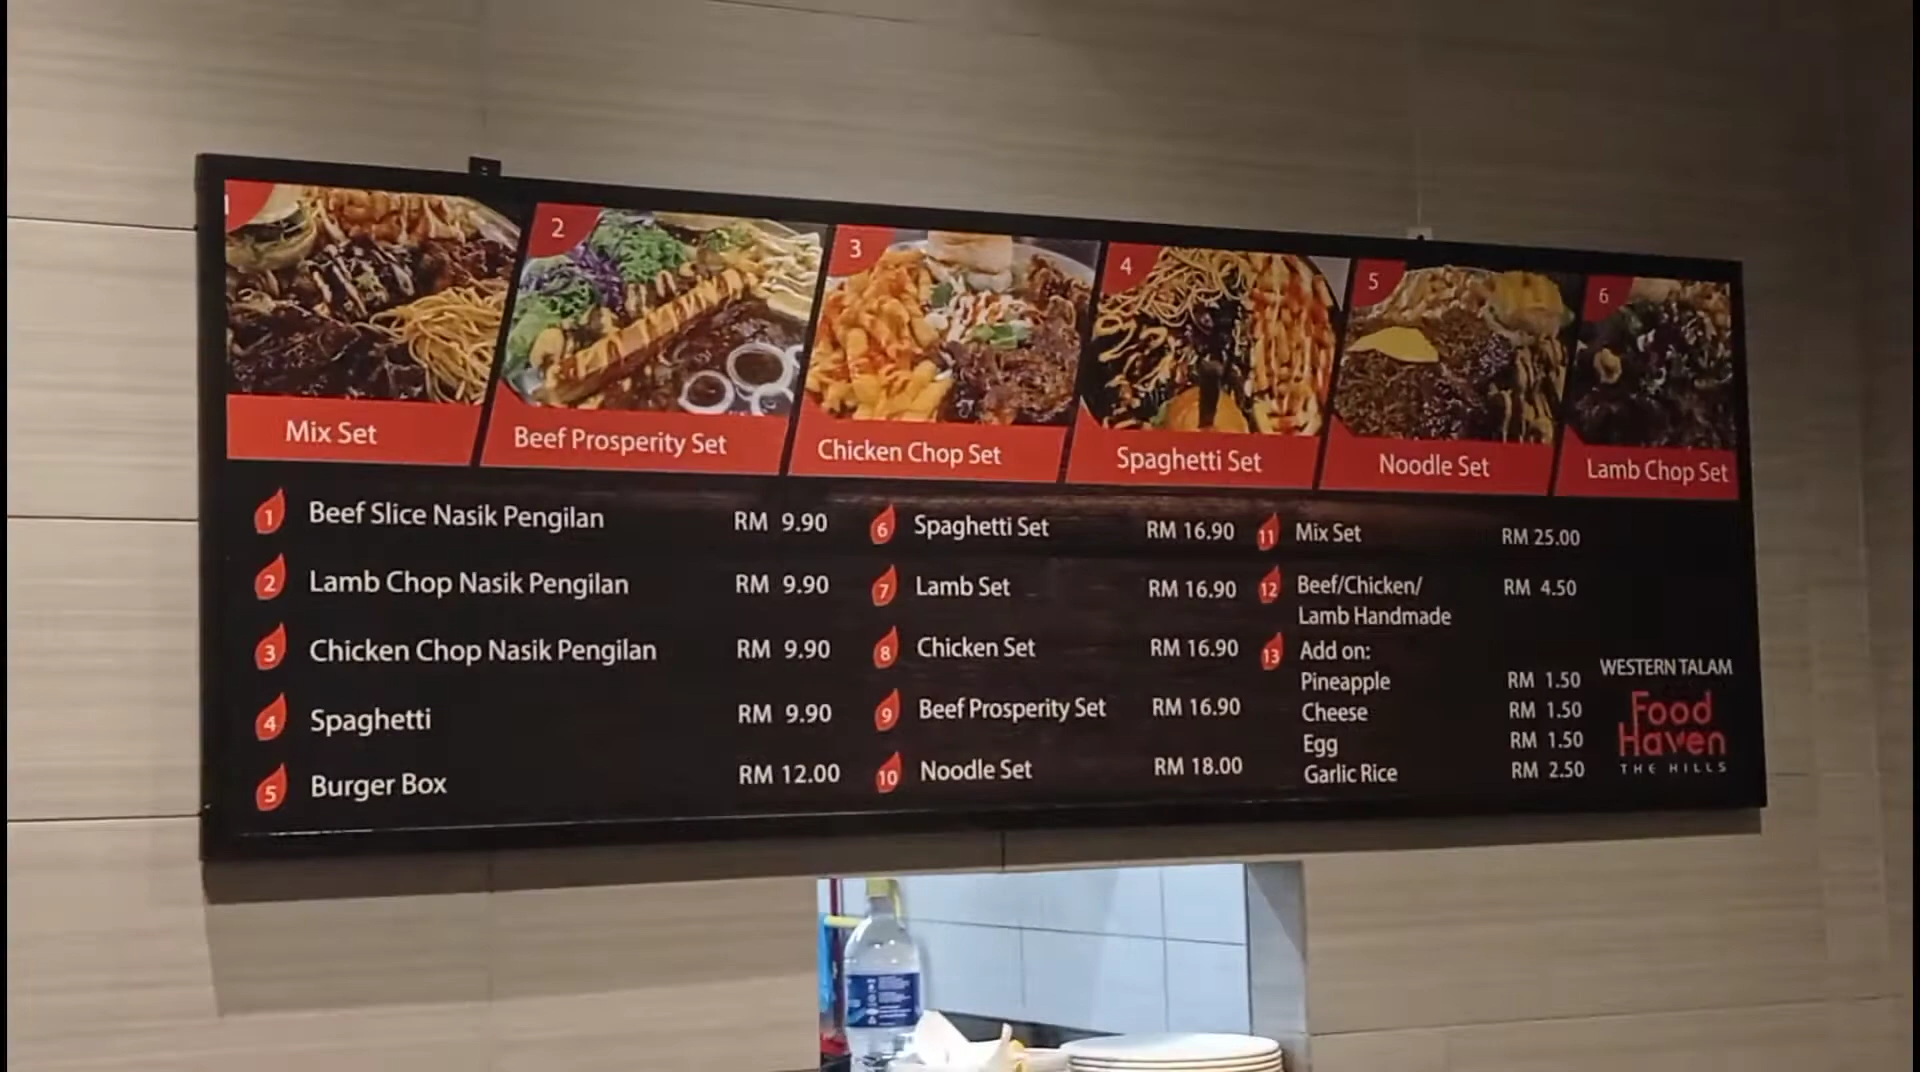 1
2
3
4
5
6
Mix Set
Beef Prosperity Set
Chicken Chop Set
Spaghetti Set
Noodle Set
Lamb Chop Set
1 Beef Slice Nasik Pengilan RM 9.90
2 Lamb Chop Nasik Pengilan RM 9.90
3 Chicken Chop Nasik Pengilan RM 9.90
4 Spaghetti RM 9.90
5 Burger Box RM 12.00
6 Spaghetti Set RM 16.90
7 Lamb Set RM 16.90
8 Chicken Set RM 16.90
9 Beef Prosperity Set RM 16.90
10 Noodle Set RM 18.00
11 Mix Set RM 25.00
12 Beef/Chicken/ RM 4.50
Lamb Handmade
13 Add on:
Pineapple RM 1.50
Cheese RM 1.50
Egg RM 1.50
Garlic Rice RM 2.50
WESTERN TALAM
Food
Haven
THE HILLS